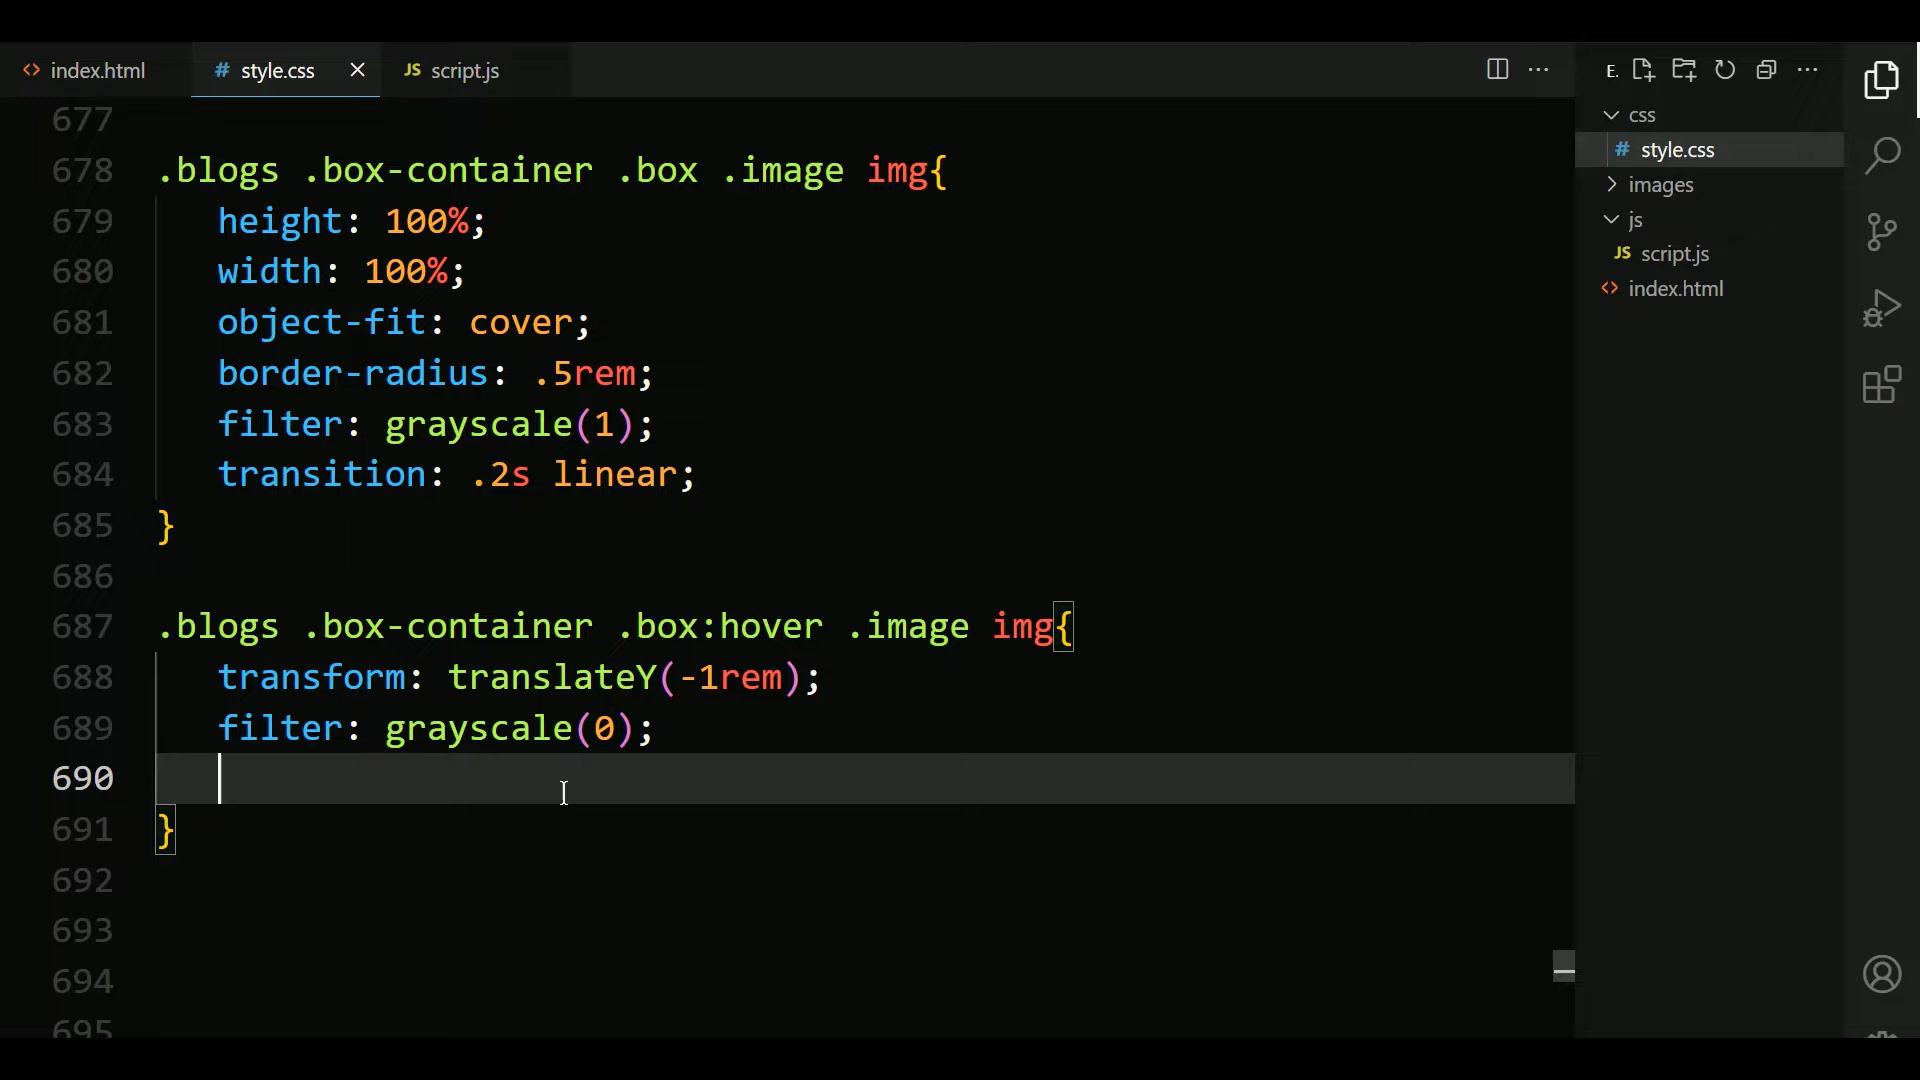 index.html
style.css
JS script.js
E.
677
678 .blogs .box-container .box .image img{
679 height: 100%;
680 width: 100%;
681 object-fit: cover;
682 border-radius: .5rem;
683 filter: grayscale(1);
684 transition: .2s linear;
685 }
686
687 .blogs .box-container .box:hover .image img{
688 transform: translateY(-1rem);
689 filter: grayscale(0);
690
691 }
692
693
694
695
css
# style.css
images
js
JS script.js
index.html